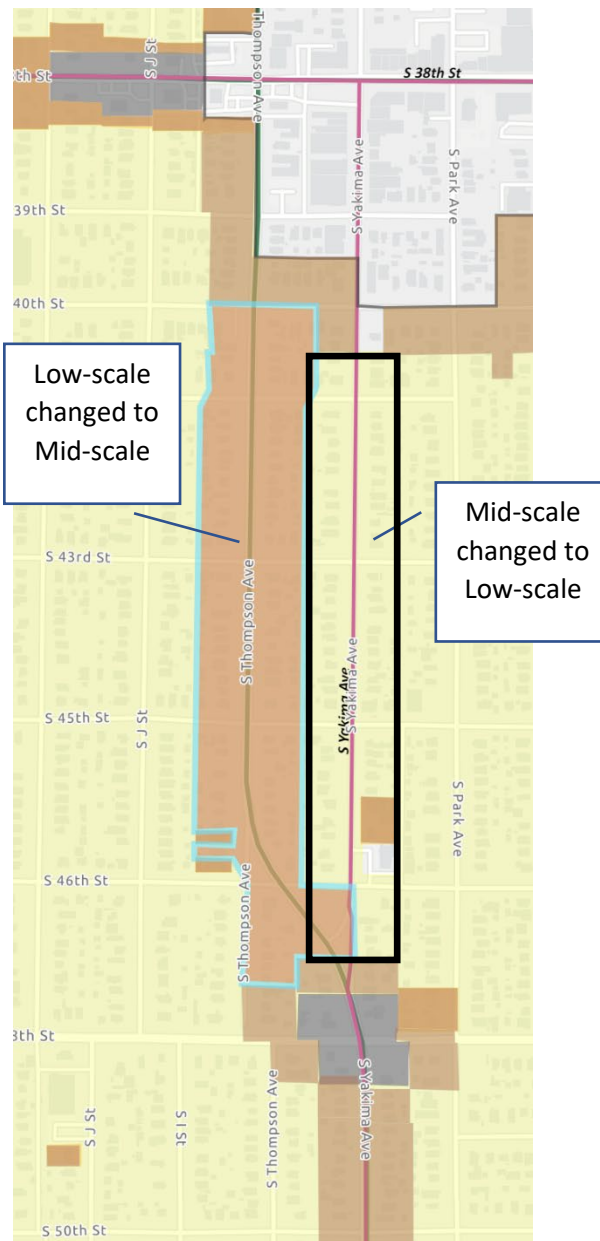 S 38th St
th St
S J St
Thompson Ave
S Yakima Ave
S Park Ave
39th St
40th St
Low-scale
changed to
Mid-scale
Mid-scale
changed to
Low-scale
S 43rd St
S Thompson Ave
S Yakima Ave
S Yakima Ave
S 45th St
S J St
S Park Ave
S 46th St
S Thompson Ave
8th St
S Yakima Ave
S J St
S I St
S Thompson Ave
S 50th St